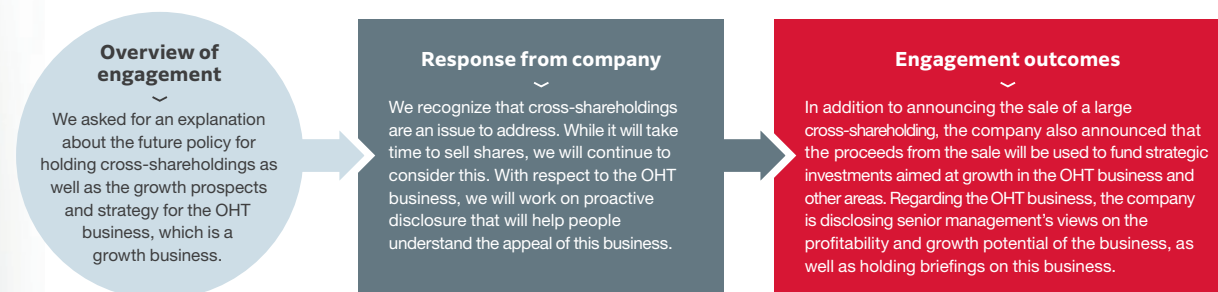 Overview of
engagement
We asked for an explanation
about the future policy for
holding cross-shareholdings as
well as the growth prospects
and strategy for the OHT
business, which is a
growth business.
Response from company
We recognize that cross-shareholdings
are an issue to address. While it will take
time to sell shares, we will continue to
consider this. With respect to the OHT
business, we will work on proactive
disclosure that will help people
understand the appeal of this business.
Engagement outcomes
In addition to announcing the sale of a large
cross-shareholding, the company also announced that
the proceeds from the sale will be used to fund strategic
investments aimed at growth in the OHT business and
other areas. Regarding the OHT business, the company
is disclosing senior management’s views on the
profitability and growth potential of the business, as
well as holding briefings on this business.